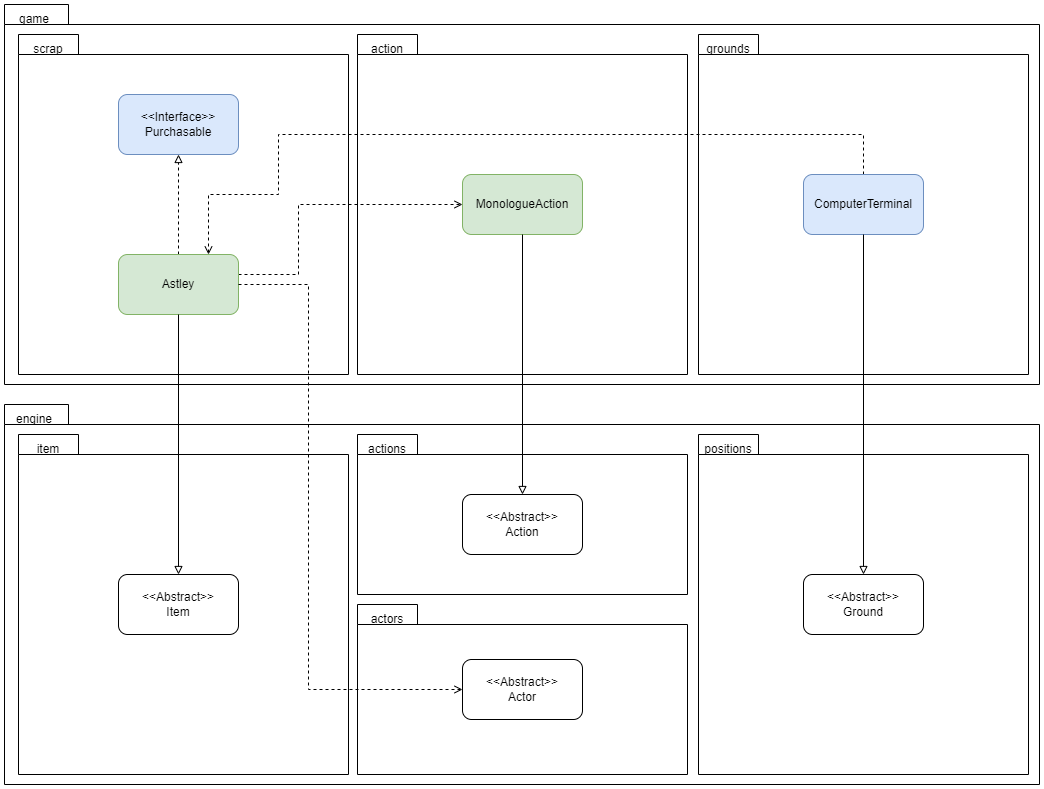 game
scrap
action
grounds
<<Interface>>
Purchasable
MonologueAction
ComputerTerminal
Astley
engine
item
actions
positions
<<Abstract>>
Action
<<Abstract>>
Item
<<Abstract>>
Ground
actors
<<Abstract>>
Actor